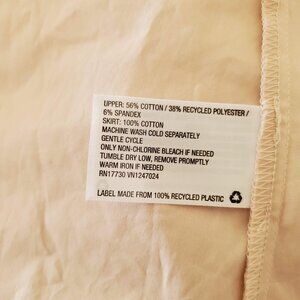 UPPER: 56% COTTON / 38% RECYCLED POLYESTER /
6% SPANDEX
SKIRT: 100% COTTON
MACHINE WASH COLD SEPARATELY
GENTLE CYCLE
ONLY NON-CHLORINE BLEACH IF NEEDED
TUMBLE DRY LOW, REMOVE PROMPTLY
WARM IRON IF NEEDED
RN17730 VN1247024
LABEL MADE FROM 100% RECYCLED PLASTIC